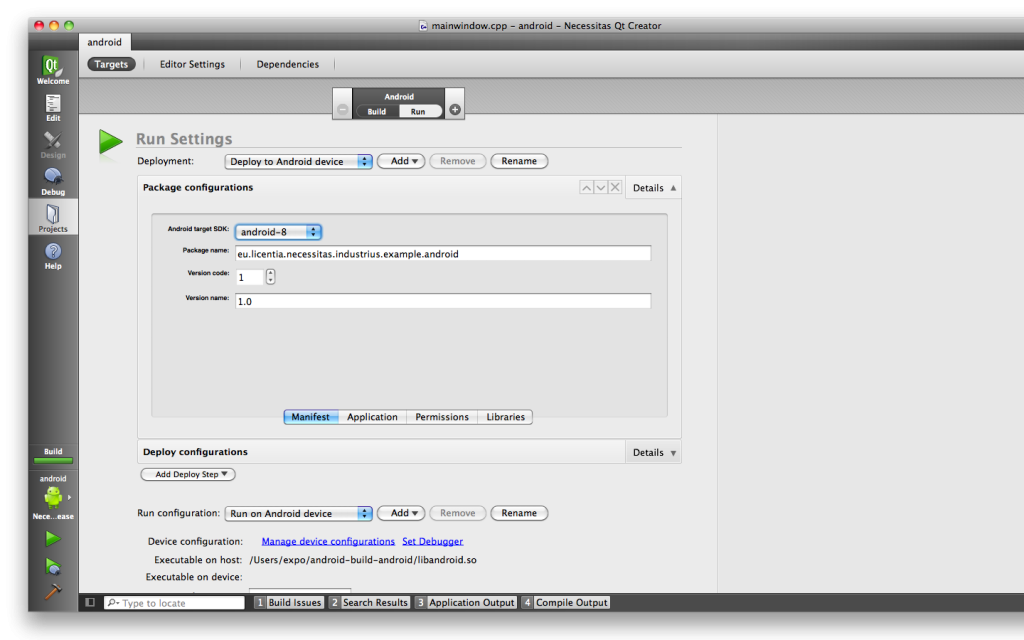 mainwindow.cpp - android - Necessitas Qt Creator
android
Targets
Editor Settings
Dependencies
Android
Build
Run
Qt
Welcome
Edit
Design
Debug
Projects
Help
Run Settings
Deployment:
Deploy to Android device
Add
Remove
Rename
Package configurations
Details
Android target SDK:
android-8
Package name:
eu.licentia.necessitas.industrius.example.android
Version code:
1
Version name:
1.0
Manifest
Application
Permissions
Libraries
Deploy configurations
Details
Add Deploy Step
Run configuration:
Run on Android device
Add
Remove
Rename
Device configuration:
Manage device configurations
Set Debugger
Executable on host:
/Users/expo/android-build-android/libandroid.so
Executable on device:
Build
android
Nece...ease
Type to locate
1 Build Issues
2 Search Results
3 Application Output
4 Compile Output